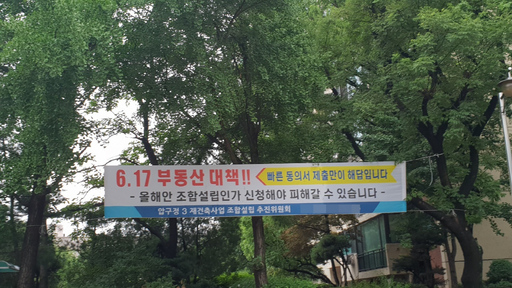 6.17 부동산 대책!! 빠른 동의서 제출만이 해답입니다
- 올해안 조합설립인가 신청해야 피해갈 수 있습니다 -
압구정 3 재건축사업 조합설립 추진위원회